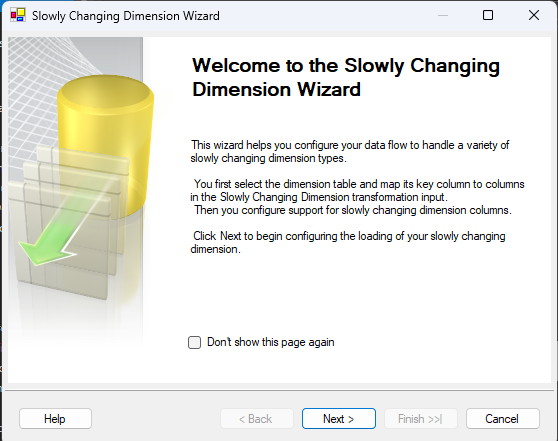 Slowly Changing Dimension Wizard
Welcome to the Slowly Changing
Dimension Wizard
This wizard helps you configure your data flow to handle a variety of
slowly changing dimension types.
You first select the dimension table and map its key column to columns
in the Slowly Changing Dimension transformation input.
Then you configure support for slowly changing dimension columns.
Click Next to begin configuring the loading of your slowly changing
dimension.
Don't show this page again
Help
< Back
Next >
Finish >>|
Cancel